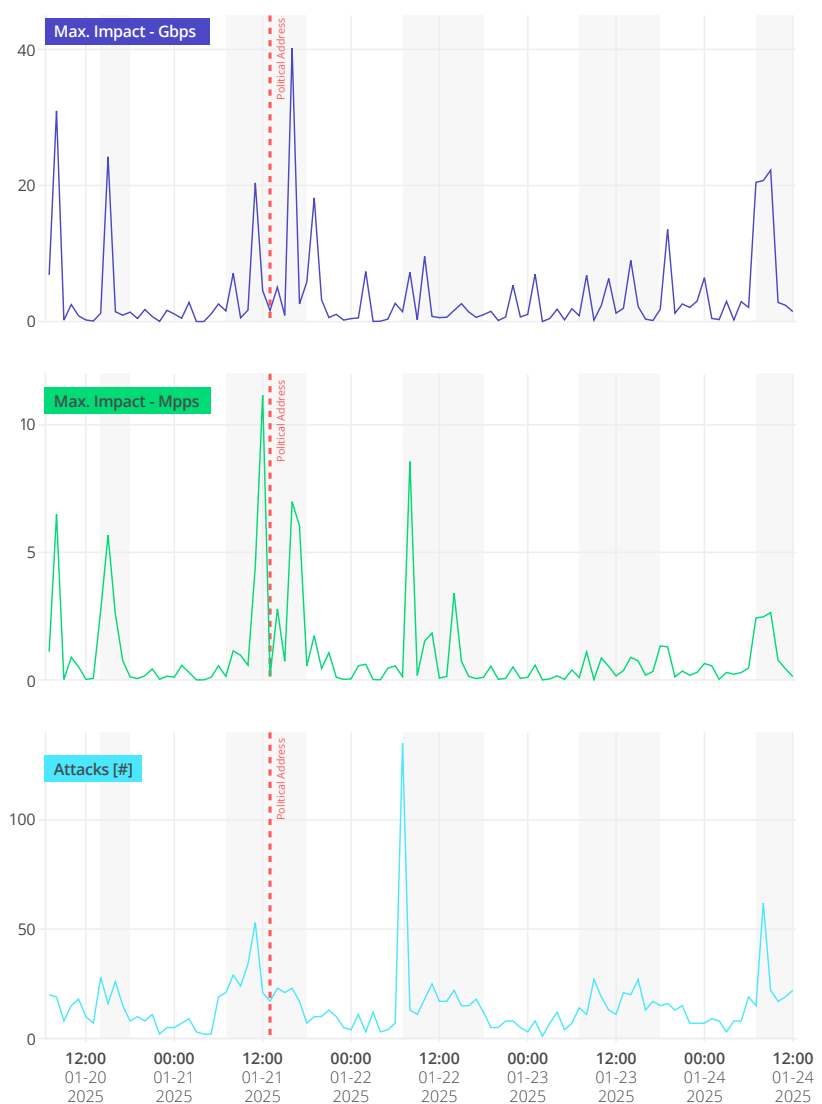 Max. Impact - Gbps
Political Address
40
20
0
Max. Impact - Mpps
Political Address
10
5
0
Attacks [#]
Political Address
100
50
0
12:00 00:00 12:00 00:00 12:00 00:00 12:00 00:00 12:00
01-20 01-21 01-21 01-22 01-22 01-23 01-23 01-24 01-24
2025 2025 2025 2025 2025 2025 2025 2025 2025